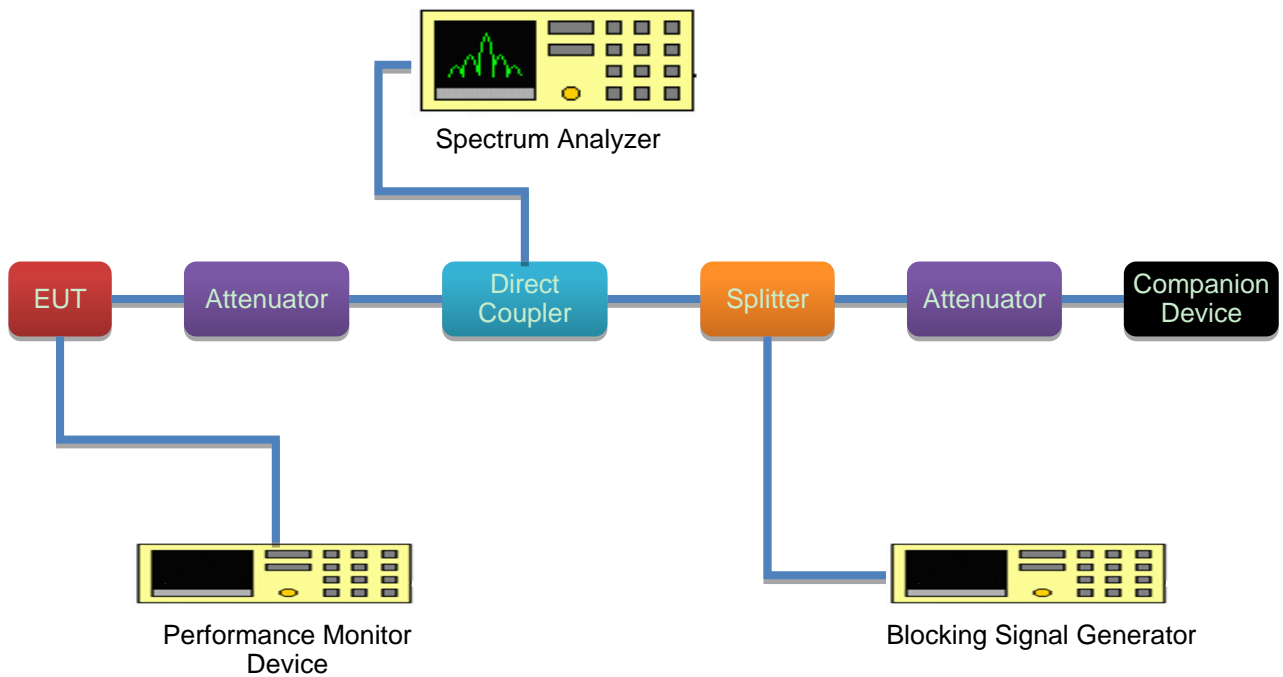 Spectrum Analyzer
EUT
Attenuator
Direct
Coupler
Splitter
Attenuator
Companion
Device
Performance Monitor
Device
Blocking Signal Generator